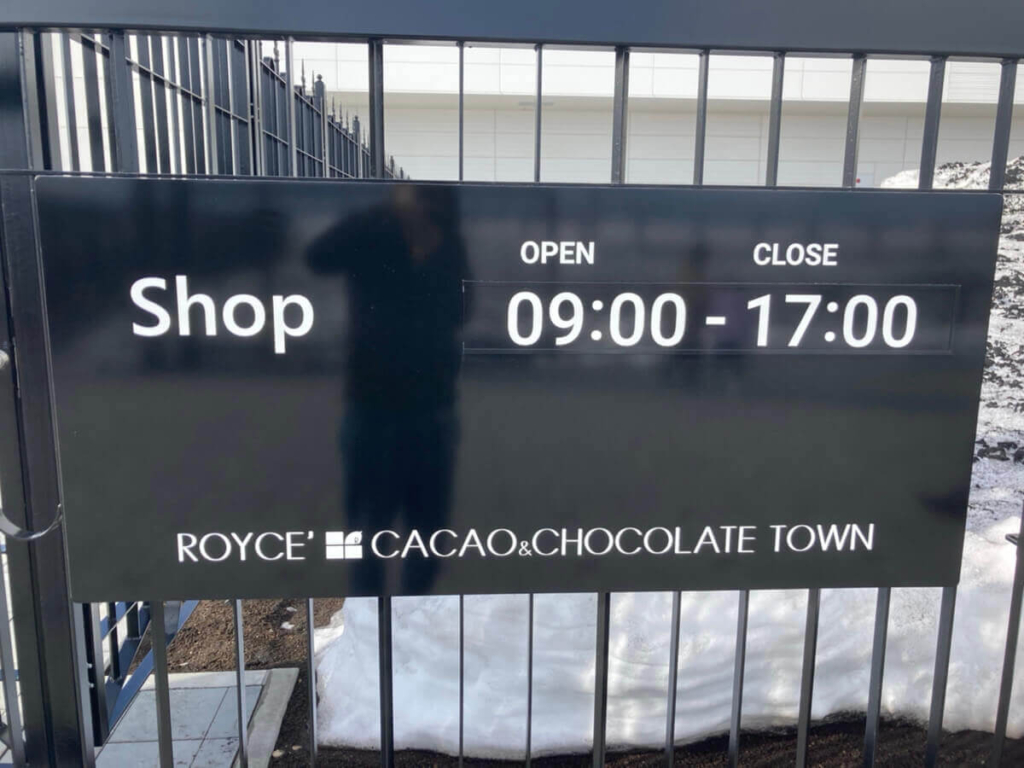 OPEN CLOSE
Shop 09:00 - 17:00
ROYCE' CACAO&CHOCOLATE TOWN